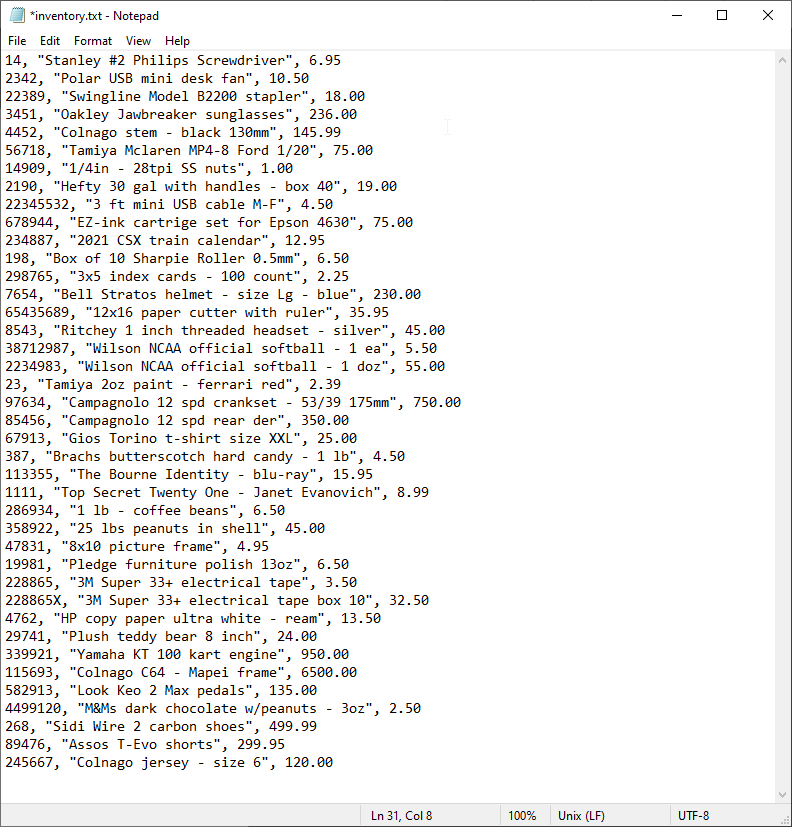 *inventory.txt - Notepad
File Edit Format View Help
14, "Stanley #2 Philips Screwdriver", 6.95
2342, "Polar USB mini desk fan", 10.50
22389, "Swingline Model B2200 stapler", 18.00
3451, "Oakley Jawbreaker sunglasses", 236.00
4452, "Colnago stem - black 130mm", 145.99
56718, "Tamiya Mclaren MP4-8 Ford 1/20", 75.00
14909, "1/4in - 28tpi SS nuts", 1.00
2190, "Hefty 30 gal with handles - box 40", 19.00
22345532, "3 ft mini USB cable M-F", 4.50
678944, "EZ-ink cartrige set for Epson 4630", 75.00
234887, "2021 CSX train calendar", 12.95
198, "Box of 10 Sharpie Roller 0.5mm", 6.50
298765, "3x5 index cards - 100 count", 2.25
7654, "Bell Stratos helmet - size Lg - blue", 230.00
65435689, "12x16 paper cutter with ruler", 35.95
8543, "Ritchey 1 inch threaded headset - silver", 45.00
38712987, "Wilson NCAA official softball - 1 ea", 5.50
2234983, "Wilson NCAA official softball - 1 doz", 55.00
23, "Tamiya 2oz paint - ferrari red", 2.39
97634, "Campagnolo 12 spd crankset - 53/39 175mm", 750.00
85456, "Campagnolo 12 spd rear der", 350.00
67913, "Gios Torino t-shirt size XXL", 25.00
387, "Brachs butterscotch hard candy - 1 lb", 4.50
113355, "The Bourne Identity - blu-ray", 15.95
1111, "Top Secret Twenty One - Janet Evanovich", 8.99
286934, "1 lb - coffee beans", 6.50
358922, "25 lbs peanuts in shell", 45.00
47831, "8x10 picture frame", 4.95
19981, "Pledge furniture polish 13oz", 6.50
228865, "3M Super 33+ electrical tape", 3.50
228865X, "3M Super 33+ electrical tape box 10", 32.50
4762, "HP copy paper ultra white - ream", 13.50
29741, "Plush teddy bear 8 inch", 24.00
339921, "Yamaha KT 100 kart engine", 950.00
115693, "Colnago C64 - Mapei frame", 6500.00
582913, "Look Keo 2 Max pedals", 135.00
4499120, "M&Ms dark chocolate w/peanuts - 3oz", 2.50
268, "Sidi Wire 2 carbon shoes", 499.99
89476, "Assos T-Evo shorts", 299.95
245667, "Colnago jersey - size 6", 120.00
Ln 31, Col 8 100% Unix (LF) UTF-8